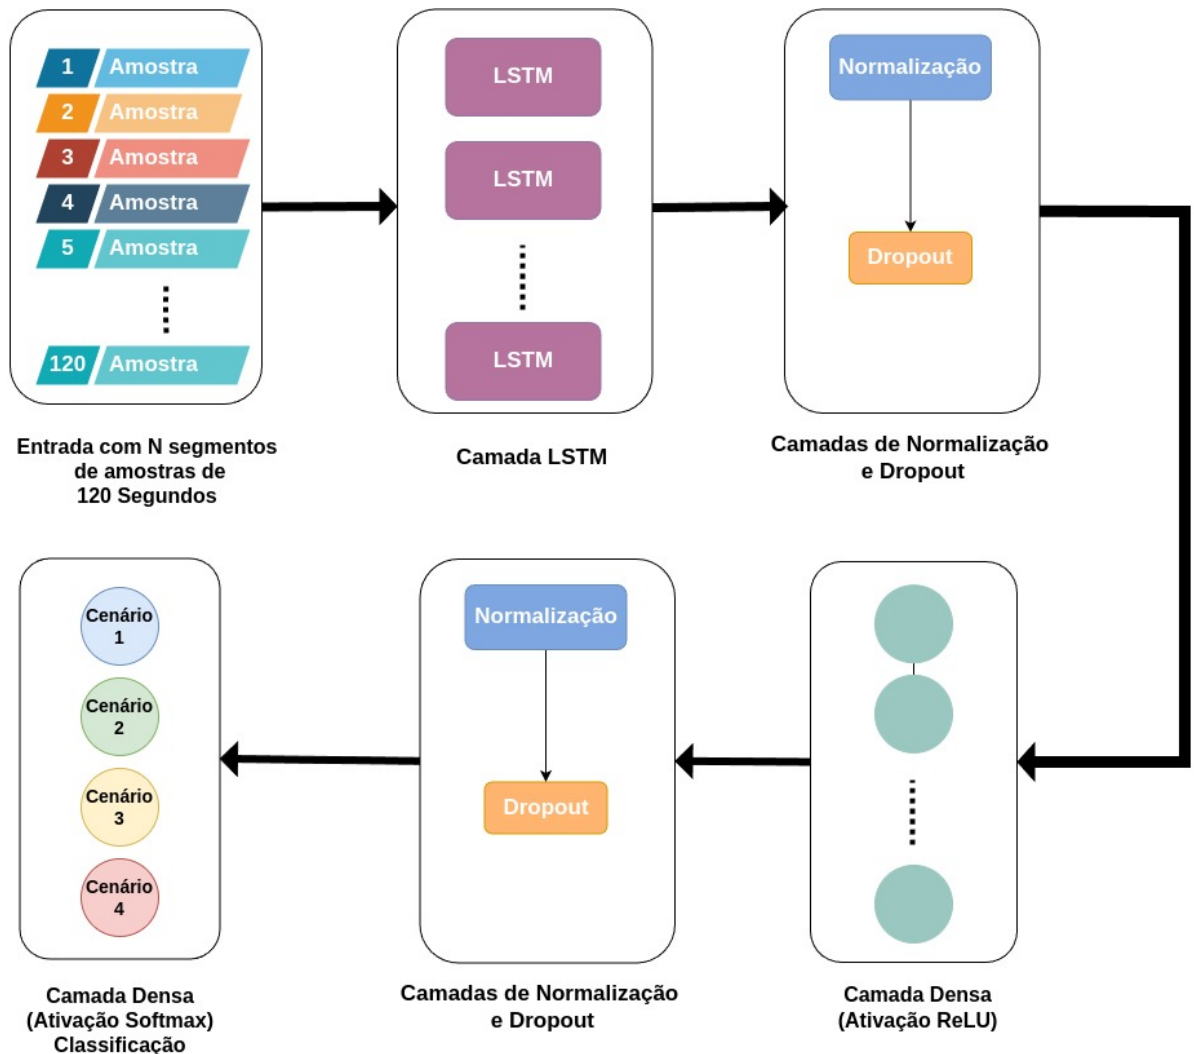 1 Amostra
2 Amostra
3 Amostra
4 Amostra
5 Amostra
120 Amostra
Entrada com N segmentos
de amostras de
120 Segundos
LSTM
LSTM
LSTM
Camada LSTM
Normalização
Dropout
Camadas de Normalização
e Dropout
Camada Densa
(Ativação ReLU)
Normalização
Dropout
Camadas de Normalização
e Dropout
Cenário
1
Cenário
2
Cenário
3
Cenário
4
Camada Densa
(Ativação Softmax)
Classificação